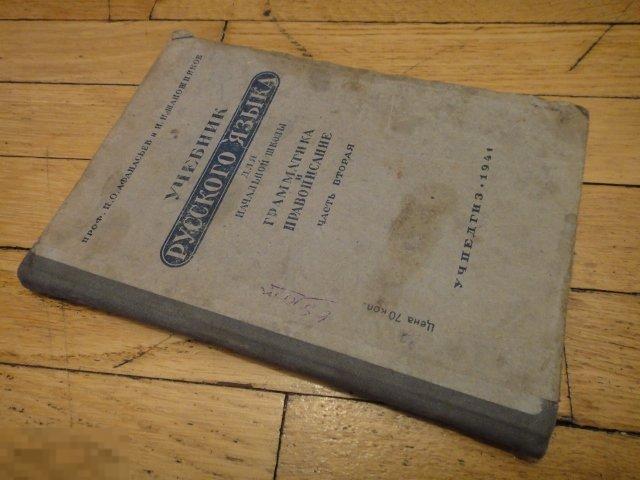 ПРОФ. П.О. АФАНАСЬЕВ и И.Н. ШАПОШНИКОВ
УЧЕБНИК
РУССКОГО ЯЗЫКА
ДЛЯ
НАЧАЛЬНОЙ ШКОЛЫ
ГРАММАТИКА
И
ПРАВОПИСАНИЕ
ЧАСТЬ ВТОРАЯ
Цена 70 коп.
УЧПЕДГИЗ · 1941